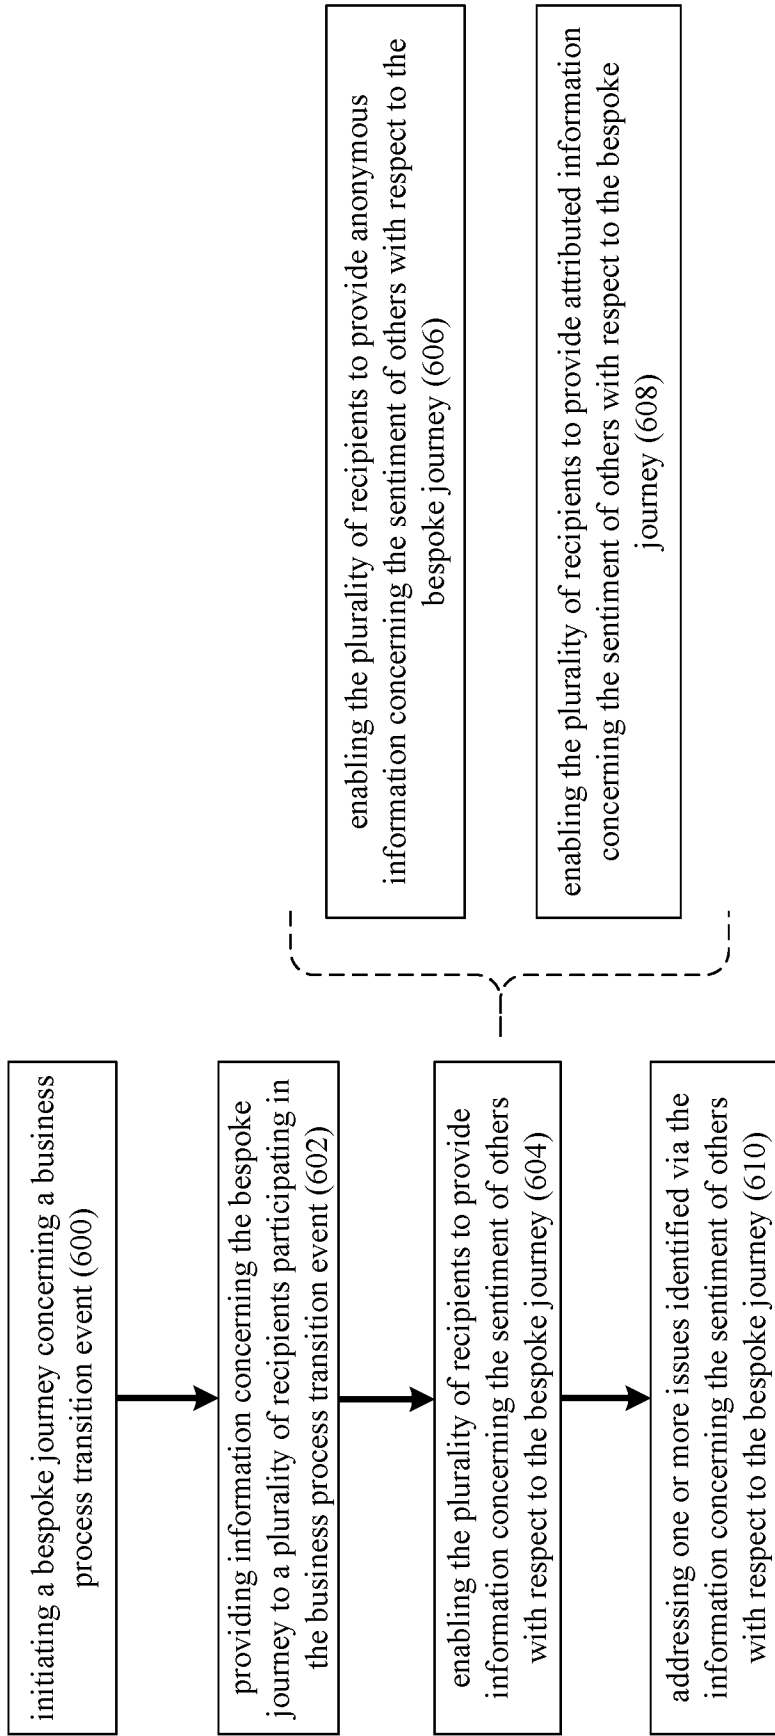 initiating a bespoke journey concerning a business
process transition event (600)
providing information concerning the bespoke
journey to a plurality of recipients participating in
the business process transition event (602)
enabling the plurality of recipients to provide
information concerning the sentiment of others
with respect to the bespoke journey (604)
enabling the plurality of recipients to provide anonymous
information concerning the sentiment of others with respect to the
bespoke journey (606)
enabling the plurality of recipients to provide attributed information
concerning the sentiment of others with respect to the bespoke
journey (608)
addressing one or more issues identified via the
information concerning the sentiment of others
with respect to the bespoke journey (610)